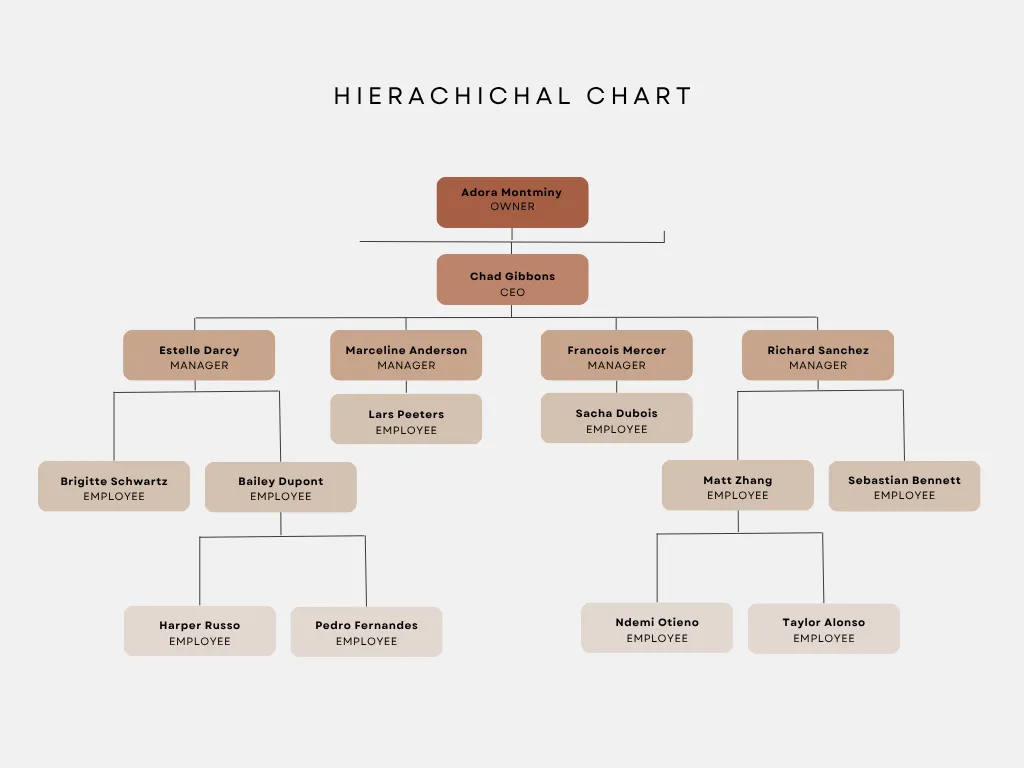 HIERACHICHAL CHART
Adora Montminy
OWNER
Chad Gibbons
CEO
Estelle Darcy
MANAGER
Marceline Anderson
MANAGER
Francois Mercer
MANAGER
Richard Sanchez
MANAGER
Lars Peeters
EMPLOYEE
Sacha Dubois
EMPLOYEE
Brigitte Schwartz
EMPLOYEE
Bailey Dupont
EMPLOYEE
Matt Zhang
EMPLOYEE
Sebastian Bennett
EMPLOYEE
Harper Russo
EMPLOYEE
Pedro Fernandes
EMPLOYEE
Ndemi Otieno
EMPLOYEE
Taylor Alonso
EMPLOYEE